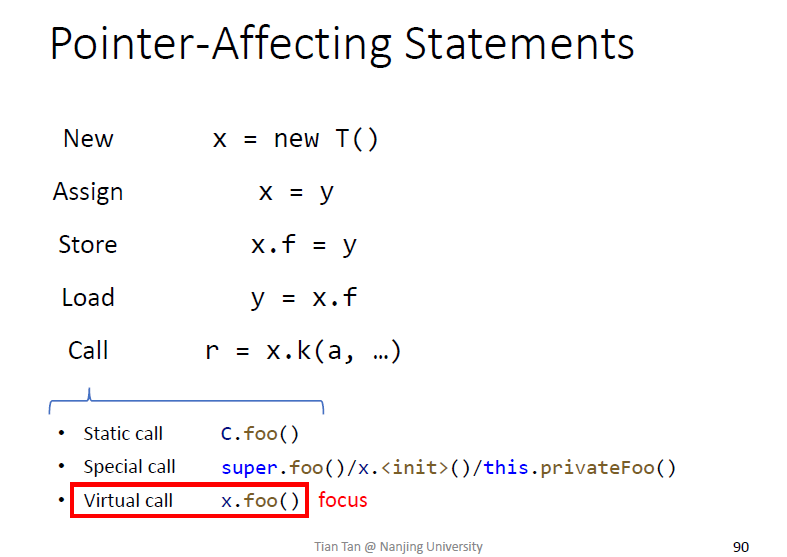 Pointer-Affecting Statements
New x = new T()
Assign x = y
Store x.f = y
Load y = x.f
Call r = x.k(a, …)
• Static call C.foo()
• Special call super.foo()/x.<init>()/this.privateFoo()
• Virtual call x.foo() focus
Tian Tan @ Nanjing University 90